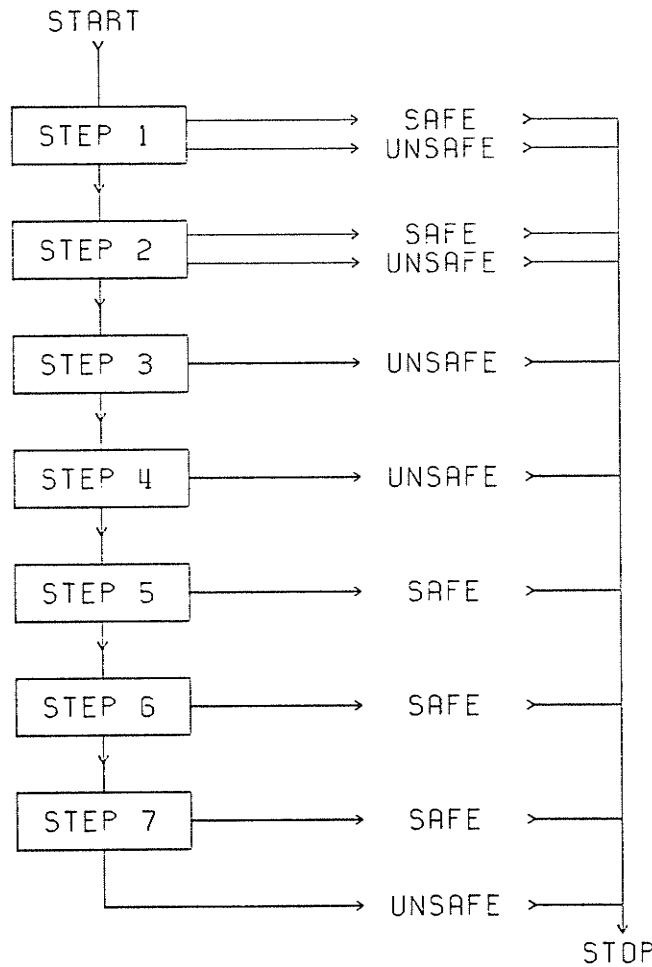 START
STEP 1
SAFE
UNSAFE
STEP 2
SAFE
UNSAFE
STEP 3
UNSAFE
STEP 4
UNSAFE
STEP 5
SAFE
STEP 6
SAFE
STEP 7
SAFE
UNSAFE
STOP